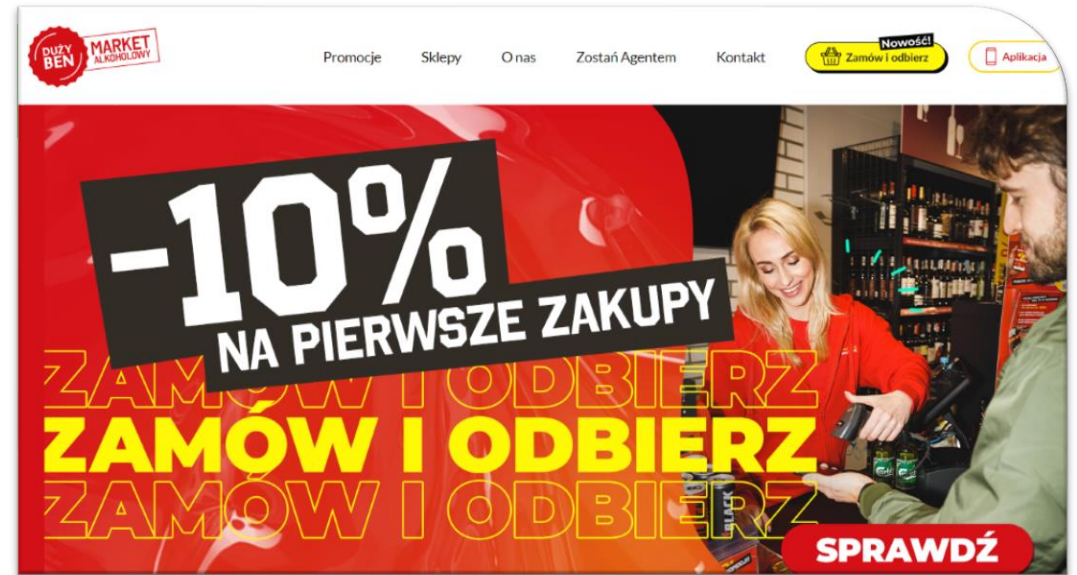 DUŻY
BEN
MARKET
ALKOHOLOWY
Promocje
Sklepy
O nas
Zostań Agentem
Kontakt
Nowość!
Zamów i odbierz
Aplikacja
-10%
NA PIERWSZE ZAKUPY
ZAMÓW I ODBIERZ
ZAMÓW I ODBIERZ
ZAMÓW I ODBIERZ
BLACK
SPRAWDŹ